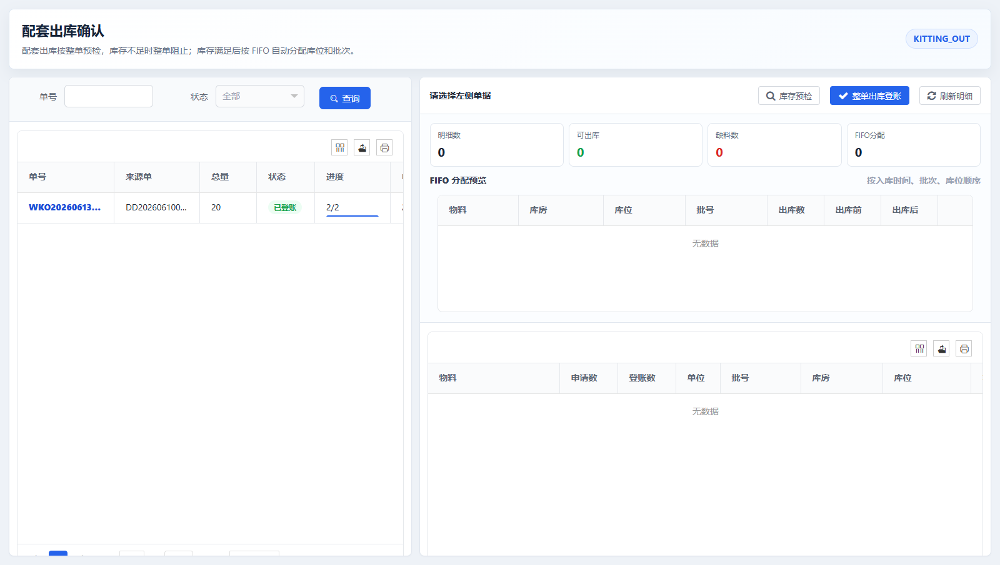 配套出库确认
配套出库按整单预检，库存不足时整单阻止；库存满足后按 FIFO 自动分配库位和批次。
KITTING_OUT
单号
状态 全部
查询
单号 来源单 总量 状态 进度
WKO20260613... DD202606100... 20 已登账 2/2
请选择左侧单据
库存预检 整单出库登账 刷新明细
明细数 可出库 缺料数 FIFO分配
0 0 0 0
FIFO 分配预览
按入库时间、批次、库位顺序
物料 库房 库位 批号 出库数 出库前 出库后
无数据
物料 申请数 登账数 单位 批号 库房 库位
无数据